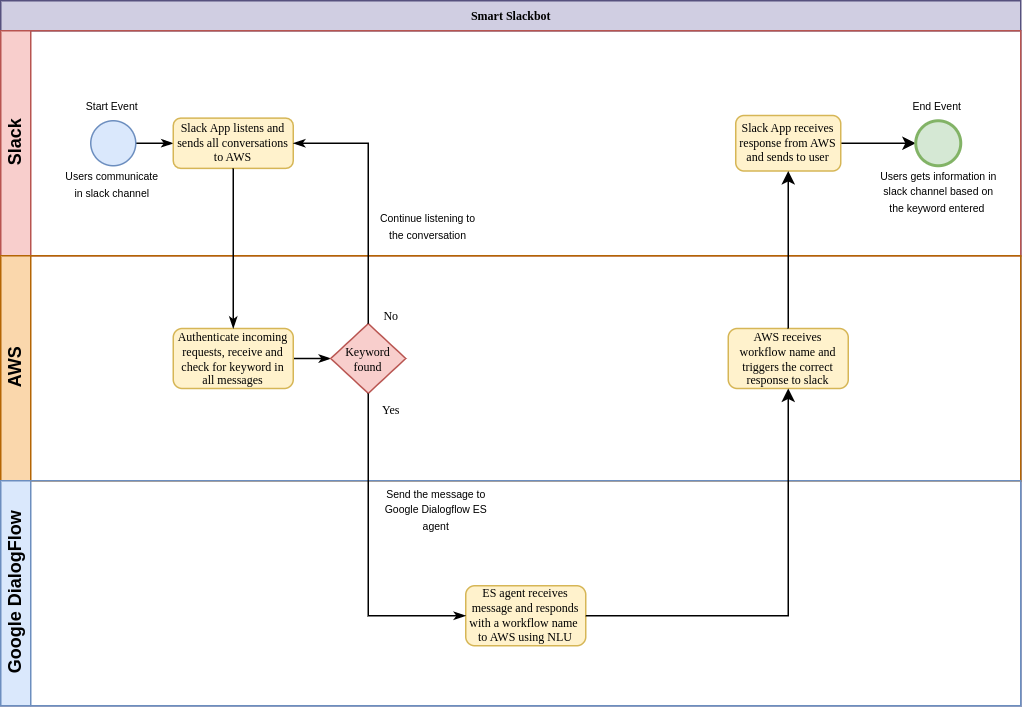 Smart Slackbot
Slack
Start Event
Users communicate
in slack channel
Slack App listens and
sends all conversations
to AWS
Continue listening to
the conversation
Slack App receives
response from AWS
and sends to user
End Event
Users gets information in
slack channel based on
the keyword entered
AWS
Authenticate incoming
requests, receive and
check for keyword in
all messages
Keyword
found
No
Yes
AWS receives
workflow name and
triggers the correct
response to slack
Google DialogFlow
Send the message to
Google Dialogflow ES
agent
ES agent receives
message and responds
with a workflow name
to AWS using NLU